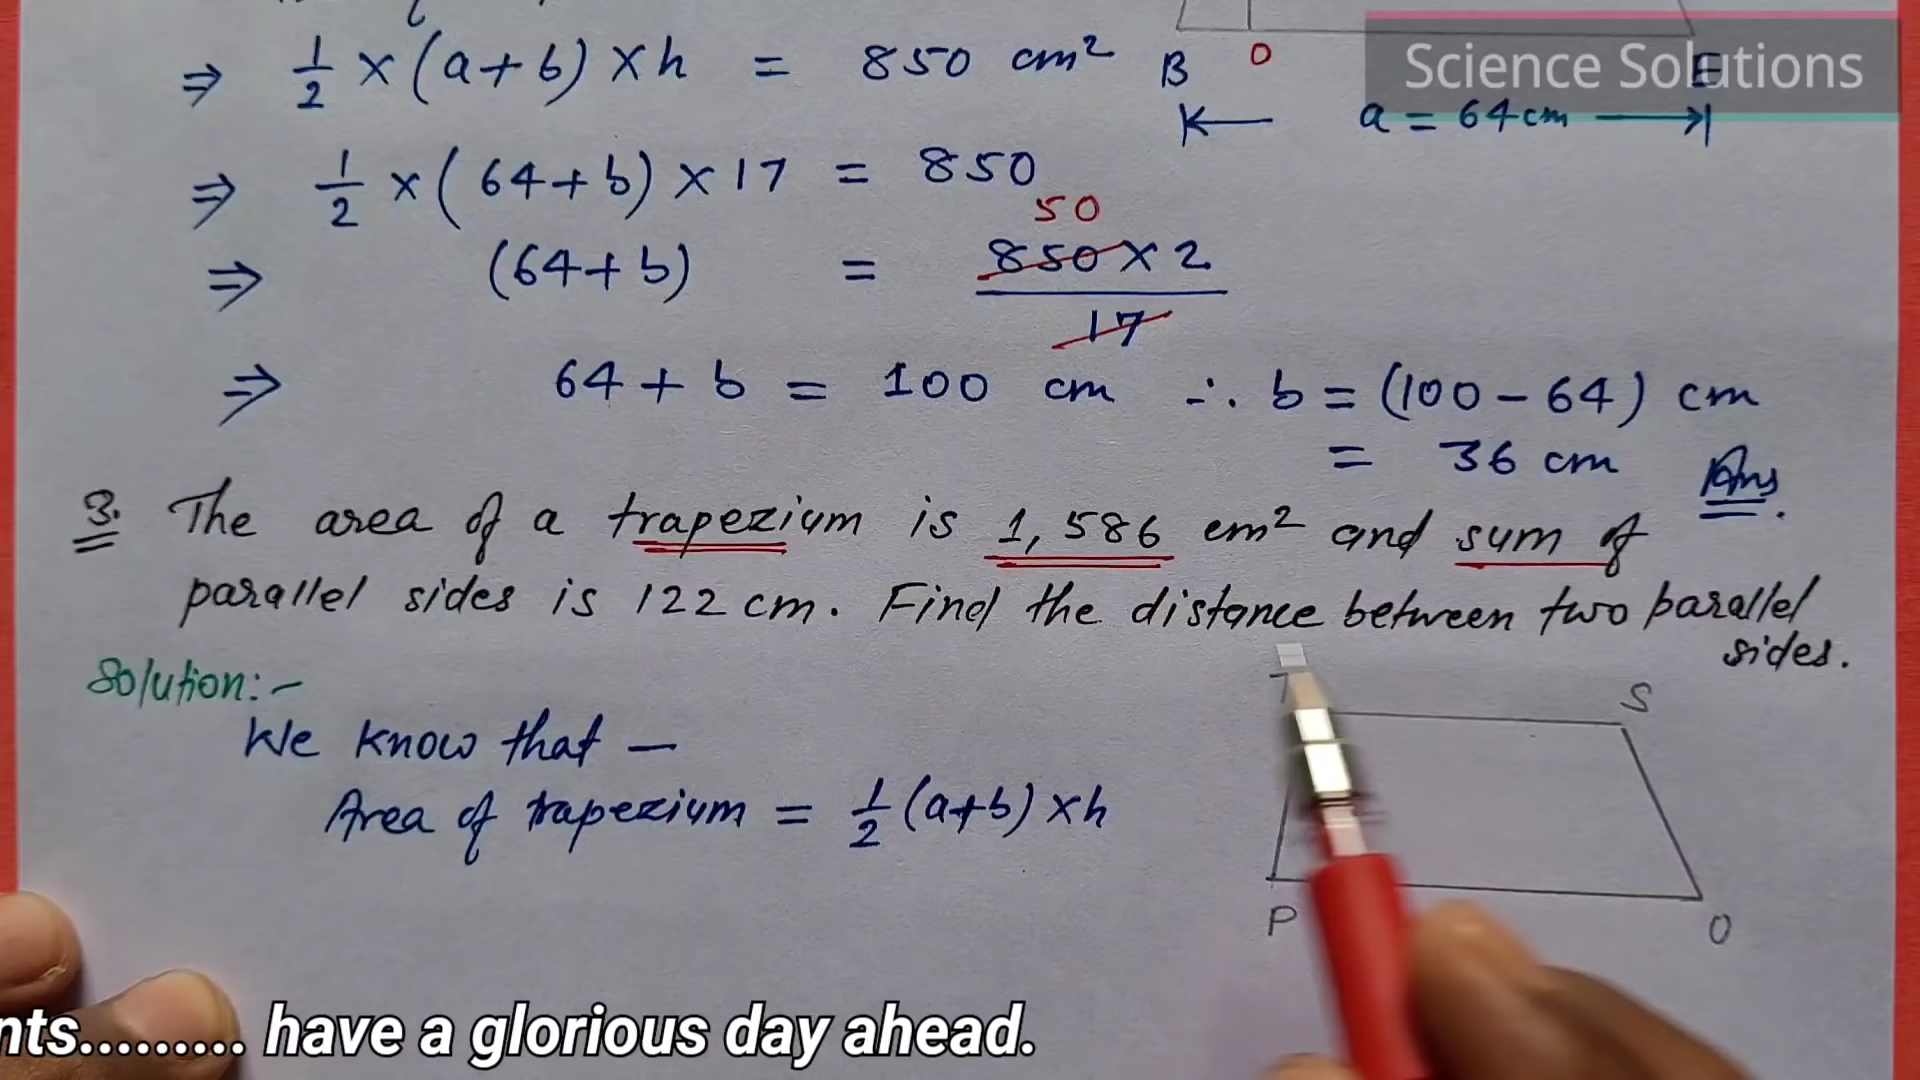 Science Solutions
B O E
⇒ 1/2 × (a+b) × h = 850 cm²
a = 64 cm
⇒ 1/2 × (64+b) × 17 = 850
50
⇒ (64+b) = 850 × 2 / 17
⇒ 64 + b = 100 cm ∴ b = (100 - 64) cm
= 36 cm Ans.
3. The area of a trapezium is 1,586 cm² and sum of
parallel sides is 122 cm. Find the distance between two parallel
sides.
Solution:-
We know that —
Area of trapezium = 1/2 (a+b) × h
S
P O
nts......... have a glorious day ahead.